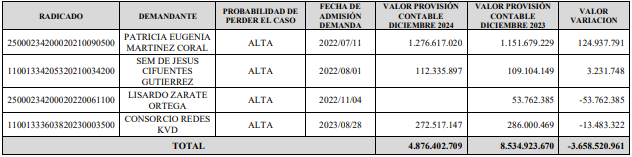 RADICADO DEMANDANTE PROBABILIDAD DE PERDER EL CASO FECHA DE ADMISIÓN DEMANDA VALOR PROVISIÓN CONTABLE DICIEMBRE 2024 VALOR PROVISIÓN CONTABLE DICIEMBRE 2023 VALOR VARIACION
25000234200020210090500 PATRICIA EUGENIA MARTINEZ CORAL ALTA 2022/07/11 1.276.617.020 1.151.679.229 124.937.791
11001334205320210034200 SEM DE JESUS CIFUENTES GUTIERREZ ALTA 2022/08/01 112.335.897 109.104.149 3.231.748
25000234200020220061100 LISARDO ZARATE ORTEGA ALTA 2022/11/04 53.762.385 -53.762.385
11001333603820230003500 CONSORCIO REDES KVD ALTA 2023/08/28 272.517.147 286.000.469 -13.483.322
TOTAL 4.876.402.709 8.534.923.670 -3.658.520.961